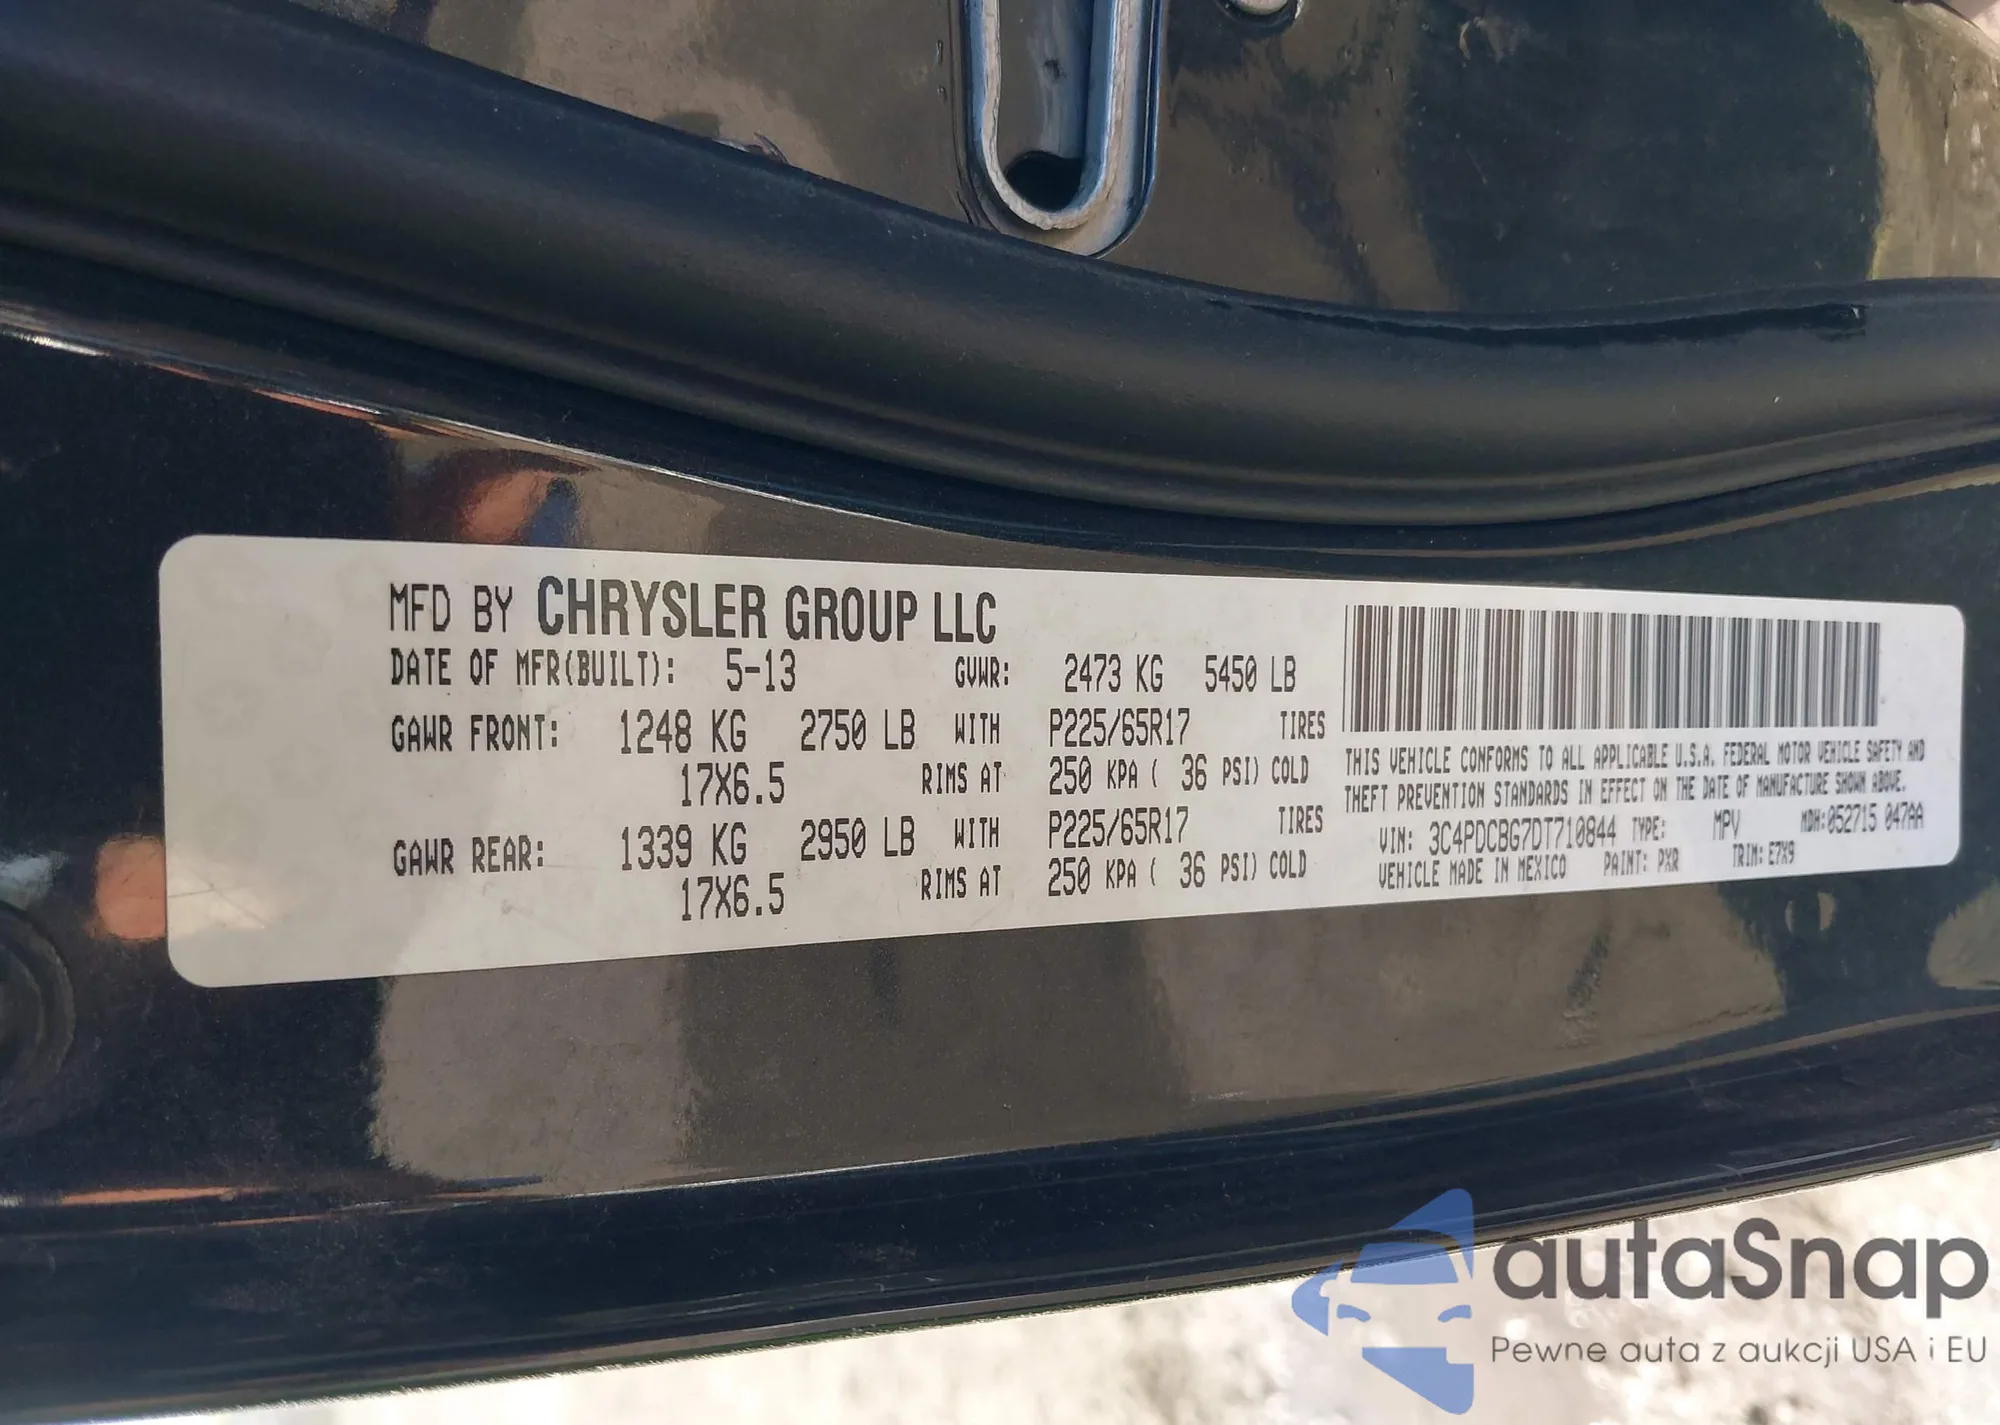 MFD BY CHRYSLER GROUP LLC
DATE OF MFR(BUILT): 5-13 GVWR: 2473 KG 5450 LB
GAWR FRONT: 1248 KG 2750 LB WITH P225/65R17 TIRES
17X6.5 RIMS AT 250 KPA ( 36 PSI) COLD
GAWR REAR: 1339 KG 2950 LB WITH P225/65R17 TIRES
17X6.5 RIMS AT 250 KPA ( 36 PSI) COLD
THIS VEHICLE CONFORMS TO ALL APPLICABLE U.S.A. FEDERAL MOTOR VEHICLE SAFETY AND
THEFT PREVENTION STANDARDS IN EFFECT ON THE DATE OF MANUFACTURE SHOWN ABOVE.
VIN: 3C4PDCBG7DT710844 TYPE: MPV MDH:052715 047AA
VEHICLE MADE IN MEXICO PAINT: PXR TRIM: E7X9
autaSnap
Pewne auta z aukcji USA i EU